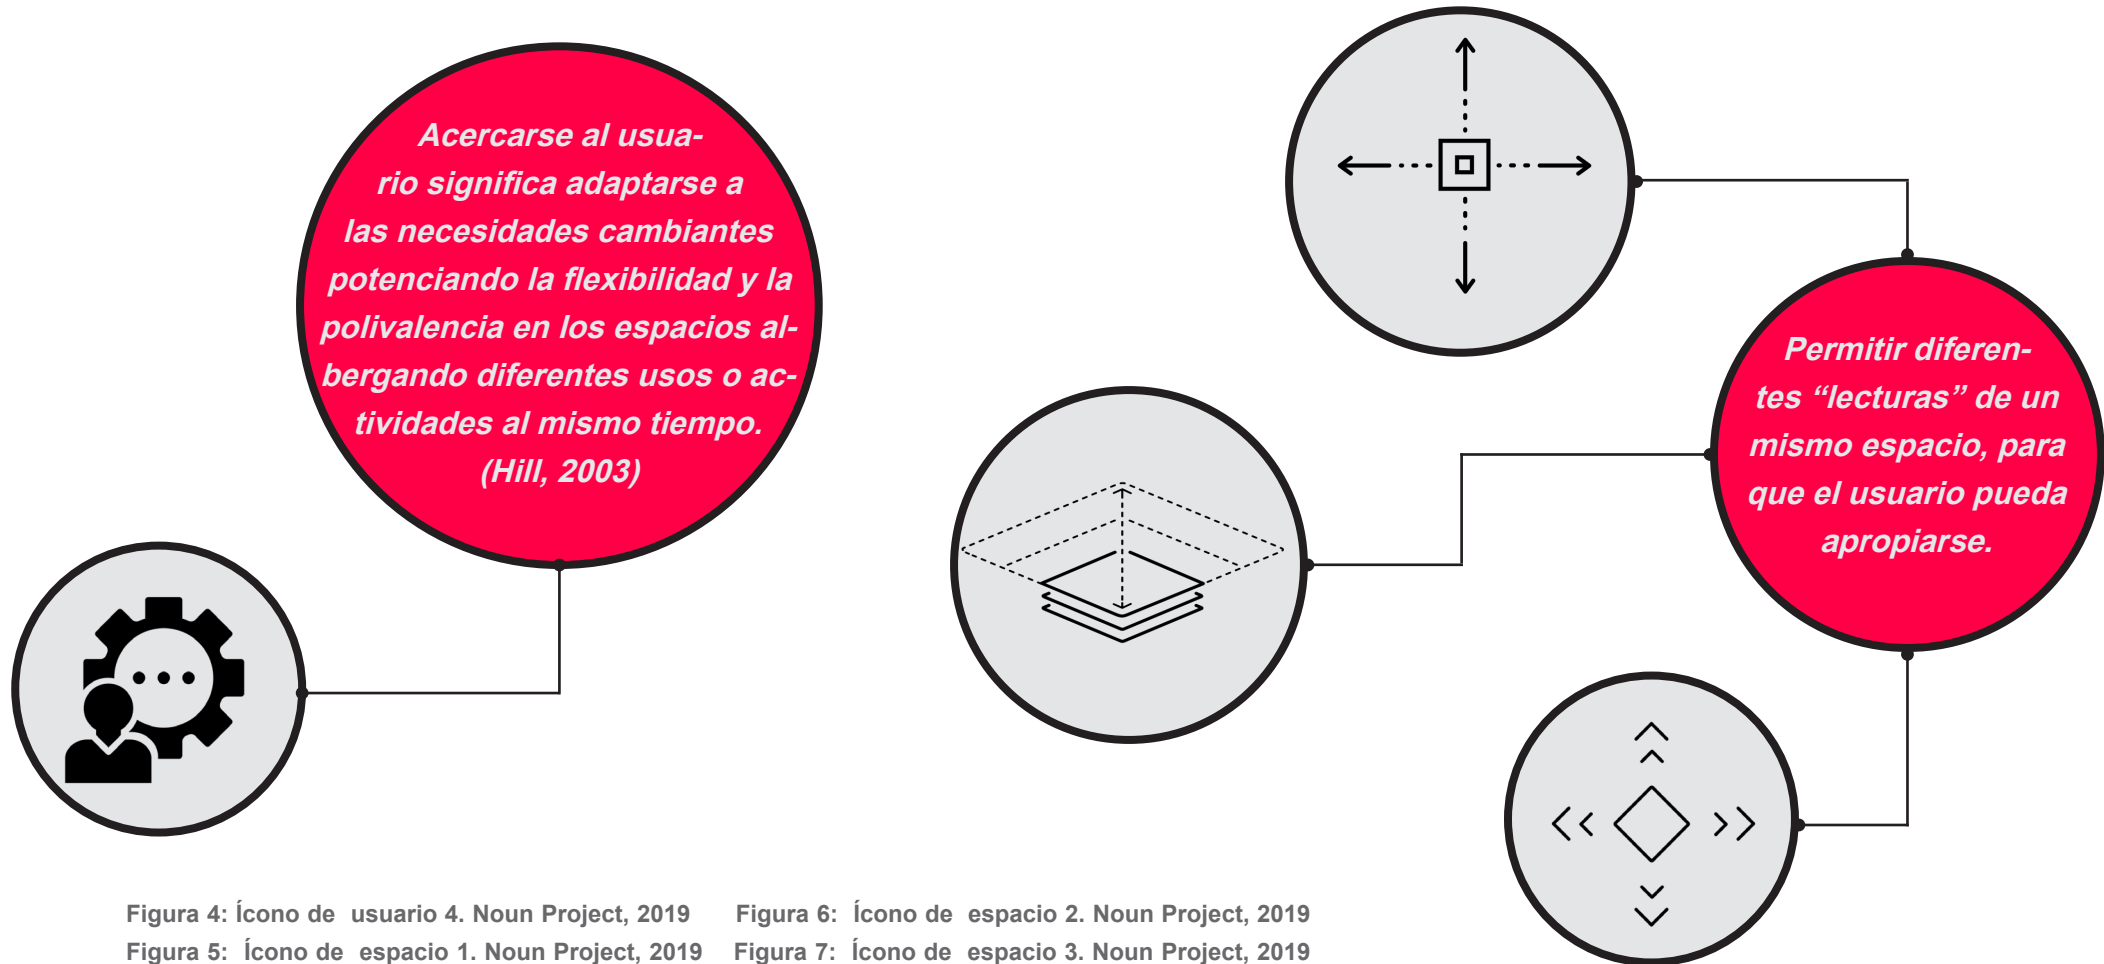 Acercarse al usua-
rio significa adaptarse a
las necesidades cambiantes
potenciando la flexibilidad y la
polivalencia en los espacios al-
bergando diferentes usos o ac-
tividades al mismo tiempo.
(Hill, 2003)
Permitir diferen-
tes “lecturas” de un
mismo espacio, para
que el usuario pueda
apropiarse.
Figura 4: Ícono de usuario 4. Noun Project, 2019
Figura 5: Ícono de espacio 1. Noun Project, 2019
Figura 6: Ícono de espacio 2. Noun Project, 2019
Figura 7: Ícono de espacio 3. Noun Project, 2019